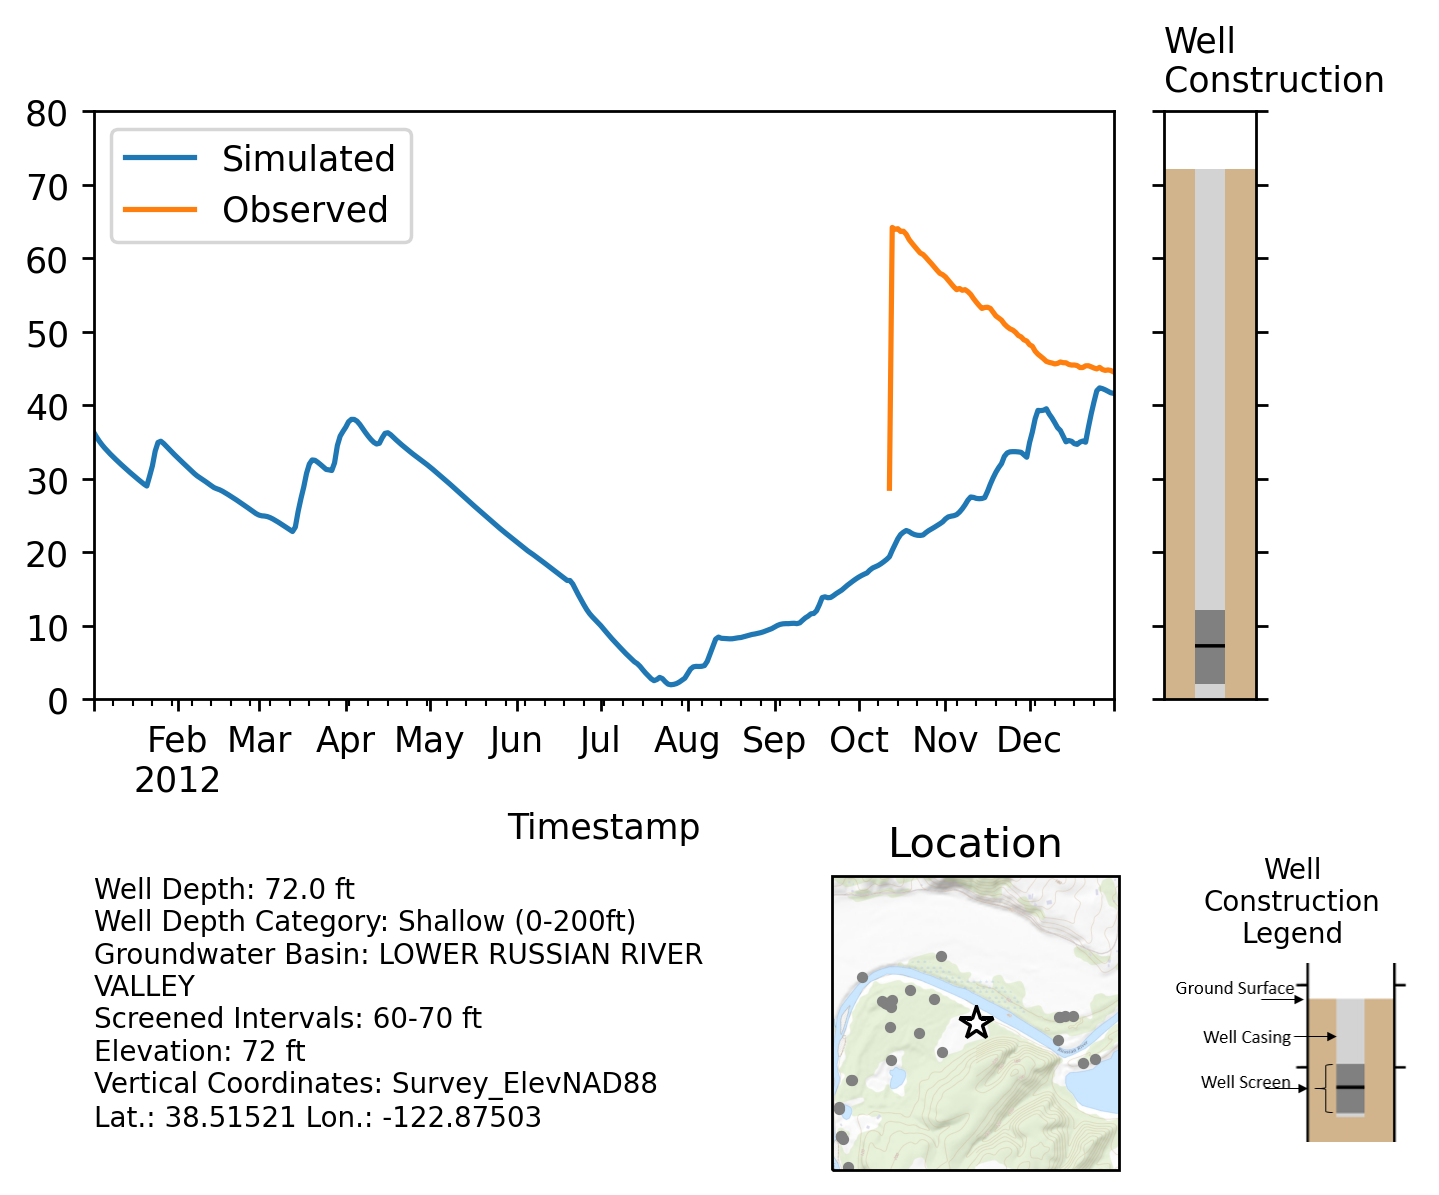 Well
Construction
80
70
60
50
40
30
20
10
0
Simulated
Observed
Feb Mar Apr May Jun Jul Aug Sep Oct Nov Dec
2012
Timestamp
Well Depth: 72.0 ft
Well Depth Category: Shallow (0-200ft)
Groundwater Basin: LOWER RUSSIAN RIVER
VALLEY
Screened Intervals: 60-70 ft
Elevation: 72 ft
Vertical Coordinates: Survey_ElevNAD88
Lat.: 38.51521 Lon.: -122.87503
Location
Well
Construction
Legend
Ground Surface
Well Casing
Well Screen